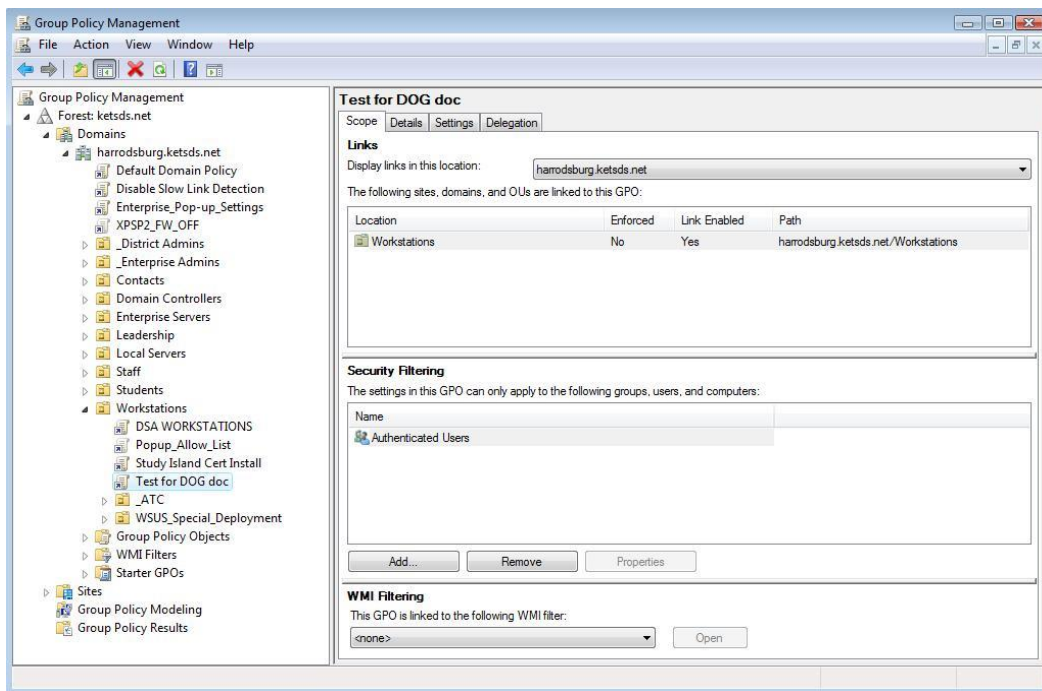 Group Policy Management
File Action View Window Help
Group Policy Management
Forest: ketsds.net
Domains
harrodsburg.ketsds.net
Default Domain Policy
Disable Slow Link Detection
Enterprise_Pop-up_Settings
XPSP2_FW_OFF
_District Admins
_Enterprise Admins
Contacts
Domain Controllers
Enterprise Servers
Leadership
Local Servers
Staff
Students
Workstations
DSA WORKSTATIONS
Popup_Allow_List
Study Island Cert Install
Test for DOG doc
_ATC
WSUS_Special_Deployment
Group Policy Objects
WMI Filters
Starter GPOs
Sites
Group Policy Modeling
Group Policy Results
Test for DOG doc
Scope Details Settings Delegation
Links
Display links in this location: harrodsburg.ketsds.net
The following sites, domains, and OUs are linked to this GPO:
Location Enforced Link Enabled Path
Workstations No Yes harrodsburg.ketsds.net/Workstations
Security Filtering
The settings in this GPO can only apply to the following groups, users, and computers:
Name
Authenticated Users
Add... Remove Properties
WMI Filtering
This GPO is linked to the following WMI filter:
<none> Open